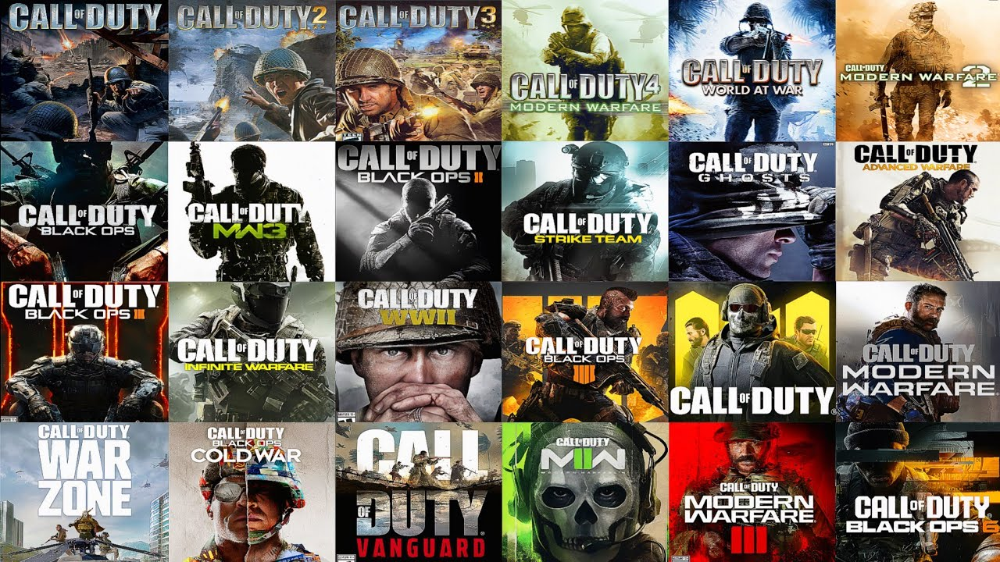 CALL OF DUTY
CALL OF DUTY 2
CALL OF DUTY 3
TEEN
CALL OF DUTY 4
MODERN WARFARE
CALL OF DUTY
WORLD AT WAR
CALL OF DUTY
MODERN WARFARE 2
CALL OF DUTY
BLACK OPS
CALL OF DUTY
MW3
CALL OF DUTY
BLACK OPS II
CALL OF DUTY
STRIKE TEAM
CALL OF DUTY
GHOSTS
CALL OF DUTY
ADVANCED WARFARE
CALL OF DUTY
BLACK OPS III
CALL OF DUTY
INFINITE WARFARE
CALL OF DUTY
WWII
CALL OF DUTY
BLACK OPS
IIII
CALL OF DUTY®
CALL OF DUTY
MODERN
WARFARE
CALL OF DUTY
WAR
ZONE
CALL OF DUTY
BLACK OPS
COLD WAR
CALL
OF DUTY
VANGUARD
CALL OF DUTY
MWII
CALL OF DUTY
MODERN
WARFARE
III
CALL OF DUTY
BLACK OPS 6